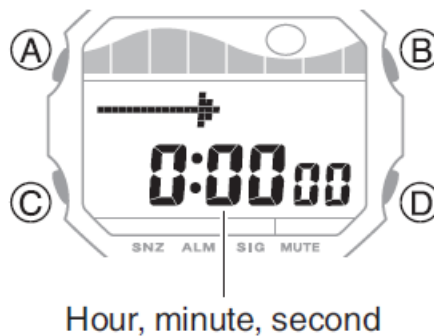 A
B
0:00 00
C
D
SNZ ALM SIG MUTE
Hour, minute, second